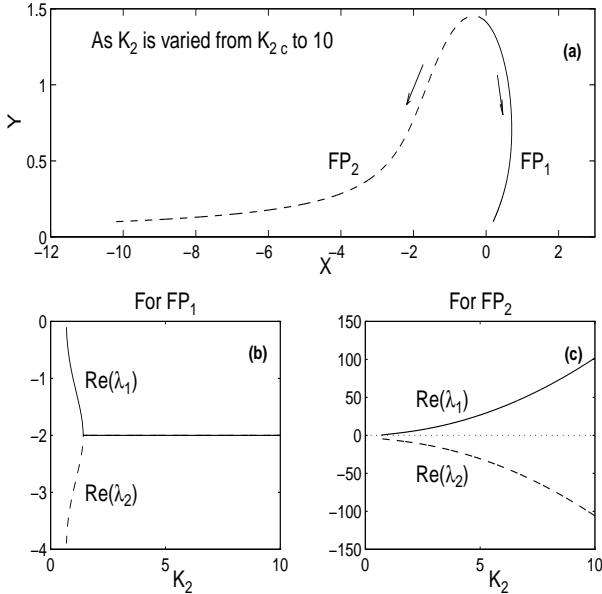 As K2 is varied from K2 c to 10
(a)
1.5
1
0.5
0
Y
FP2
FP1
−12 −10 −8 −6 −4 −2 0 2
X
For FP1
(b)
0
−1
−2
−3
−4
Re(λ1)
Re(λ2)
0 5 10
K2
For FP2
(c)
150
100
50
0
−50
−100
−150
Re(λ1)
Re(λ2)
0 5 10
K2